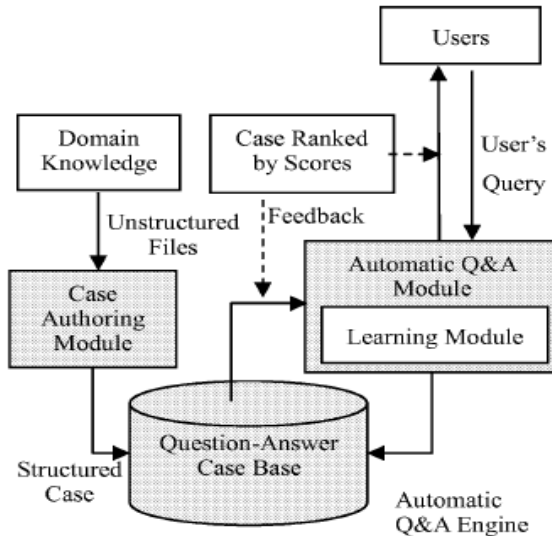 Users
Domain
Knowledge
Case Ranked
by Scores
User's
Query
Unstructured
Files
Feedback
Case
Authoring
Module
Automatic Q&A
Module
Learning Module
Question-Answer
Case Base
Structured
Case
Automatic
Q&A Engine